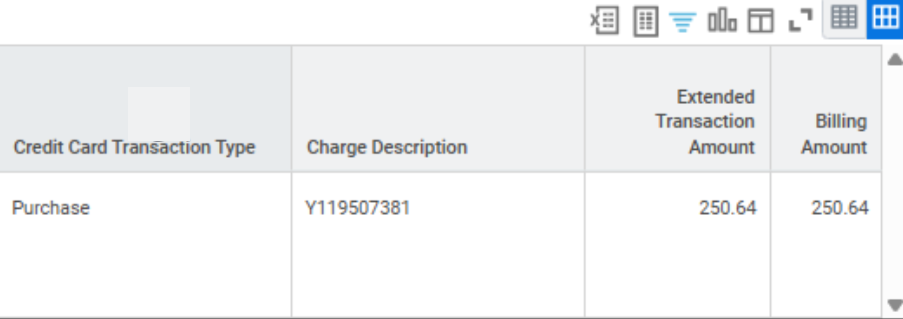 Credit Card Transaction Type
Charge Description
Extended
Transaction
Amount
Billing
Amount
Purchase
Y119507381
250.64
250.64